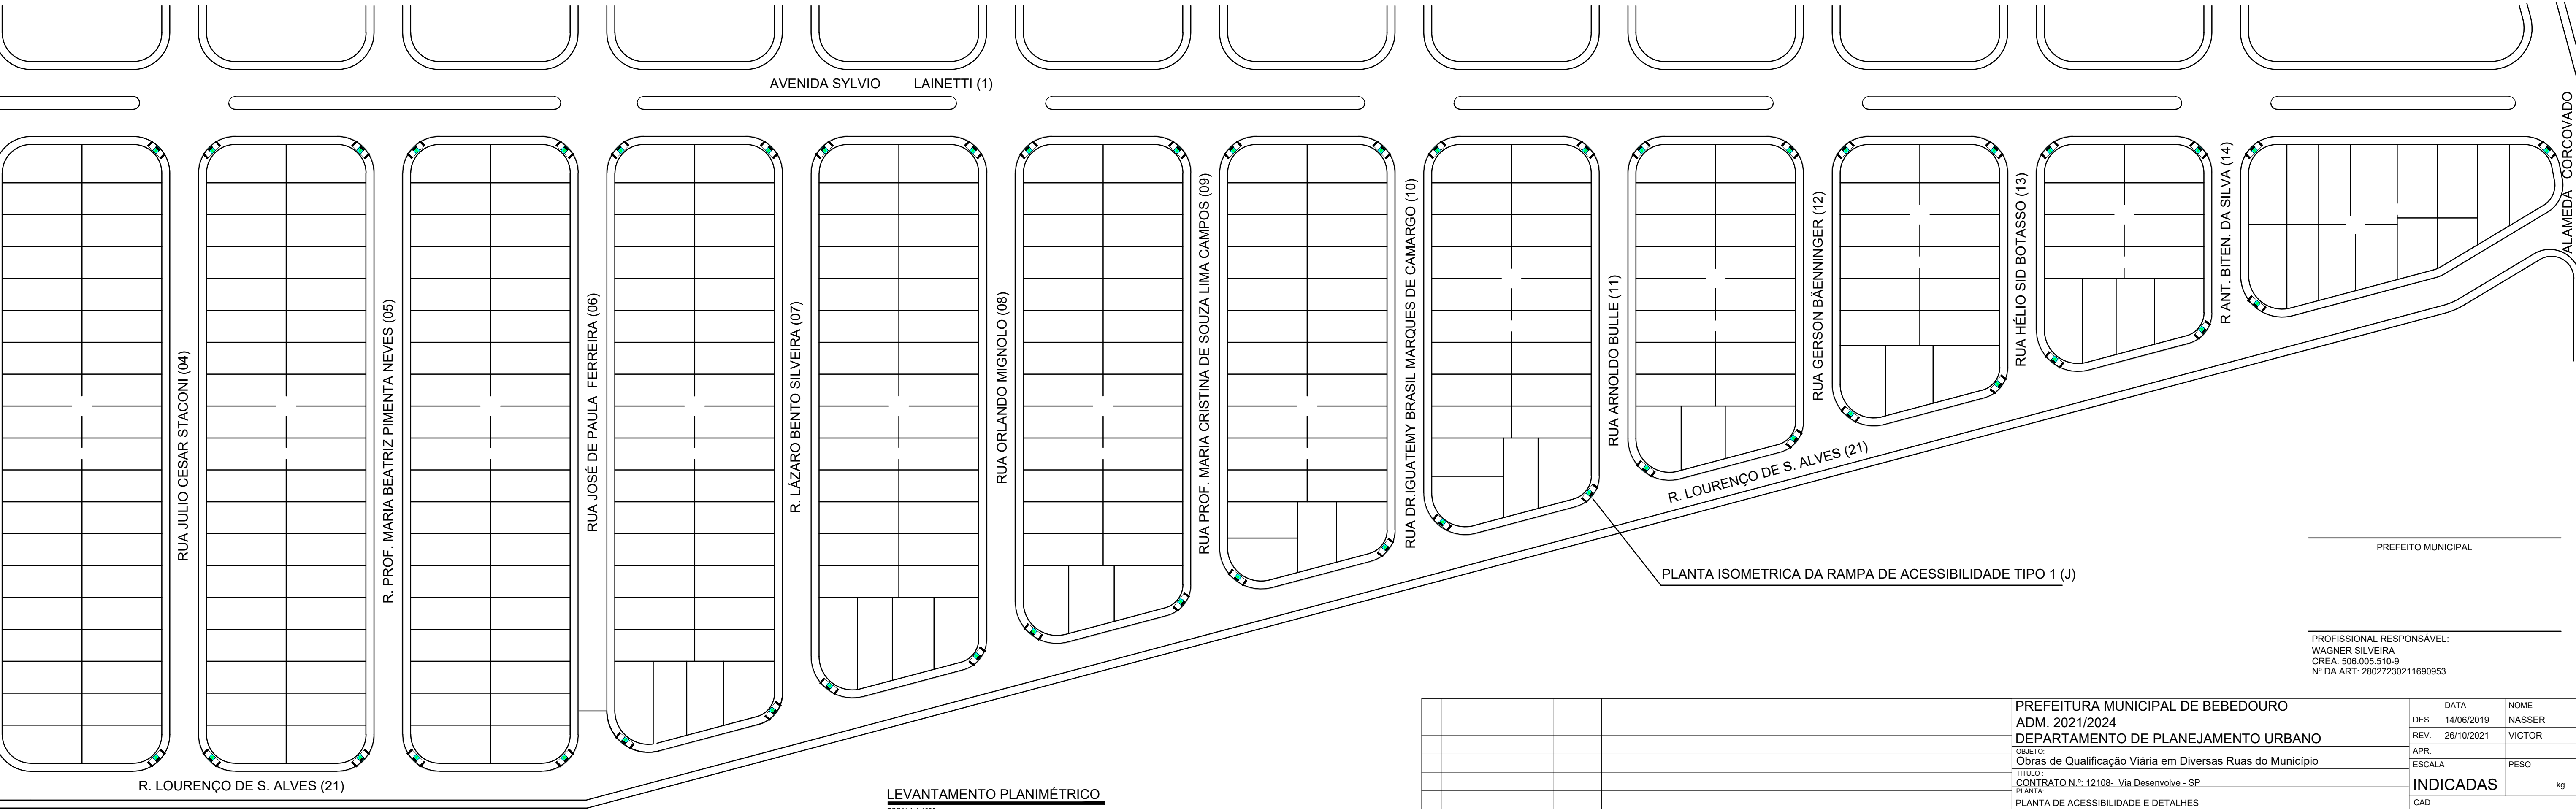 AVENIDA SYLVIO LAINETTI (1)
ALAMEDA CORCOVADO
RUA JULIO CESAR STACONI (04)
R. PROF. MARIA BEATRIZ PIMENTA NEVES (05)
RUA JOSÉ DE PAULA FERREIRA (06)
R. LÁZARO BENTO SILVEIRA (07)
RUA ORLANDO MIGNOLO (08)
RUA PROF. MARIA CRISTINA DE SOUZA LIMA CAMPOS (09)
RUA DR.IGUATEMY BRASIL MARQUES DE CAMARGO (10)
RUA ARNOLDO BULLE (11)
RUA GERSON BÄENNINGER (12)
RUA HÉLIO SID BOTASSO (13)
R ANT. BITEN. DA SILVA (14)
R. LOURENÇO DE S. ALVES (21)
PLANTA ISOMETRICA DA RAMPA DE ACESSIBILIDADE TIPO 1 (J)
R. LOURENÇO DE S. ALVES (21)
LEVANTAMENTO PLANIMÉTRICO
PREFEITO MUNICIPAL
PROFISSIONAL RESPONSÁVEL:
WAGNER SILVEIRA
CREA: 506.005.510-9
Nº DA ART: 28027230211690953
PREFEITURA MUNICIPAL DE BEBEDOURO
ADM. 2021/2024
DEPARTAMENTO DE PLANEJAMENTO URBANO
OBJETO:
Obras de Qualificação Viária em Diversas Ruas do Município
TITULO :
CONTRATO N.º: 12108- Via Desenvolve - SP
PLANTA:
PLANTA DE ACESSIBILIDADE E DETALHES
DATA NOME
DES. 14/06/2019 NASSER
REV. 26/10/2021 VICTOR
APR.
ESCALA PESO
INDICADAS kg
CAD